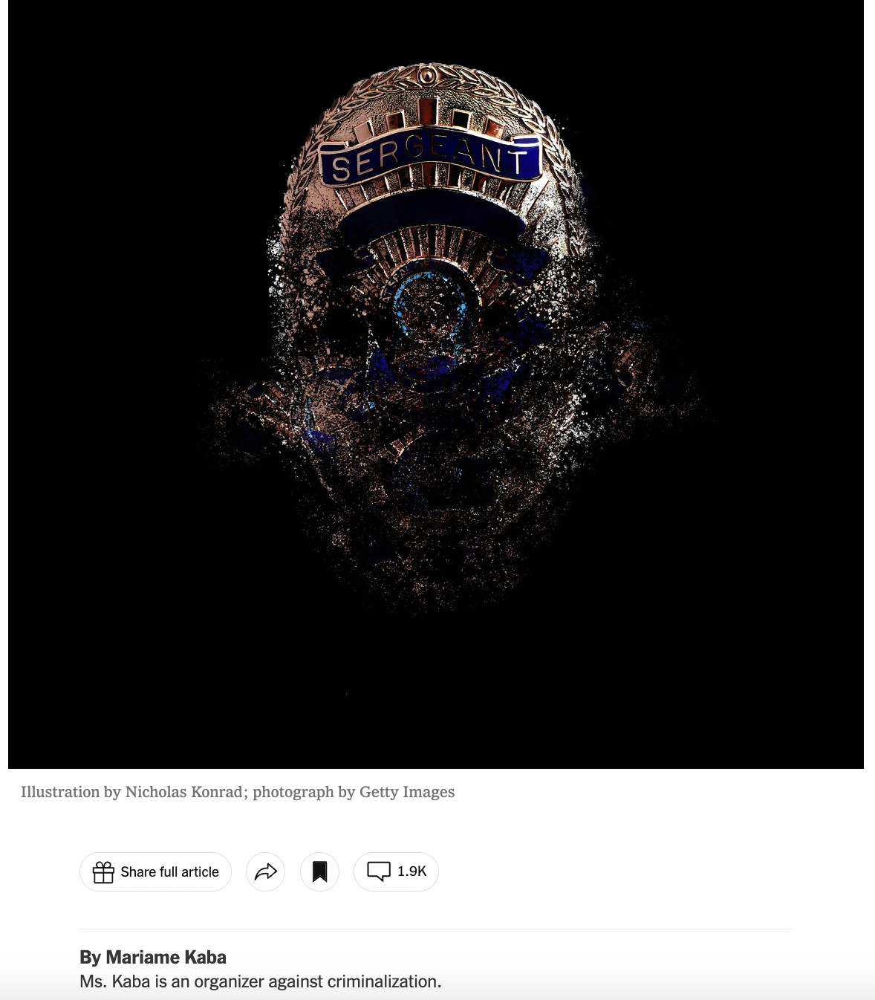 SERGEANT
Illustration by Nicholas Konrad; photograph by Getty Images
Share full article
1.9K
By Mariame Kaba
Ms. Kaba is an organizer against criminalization.